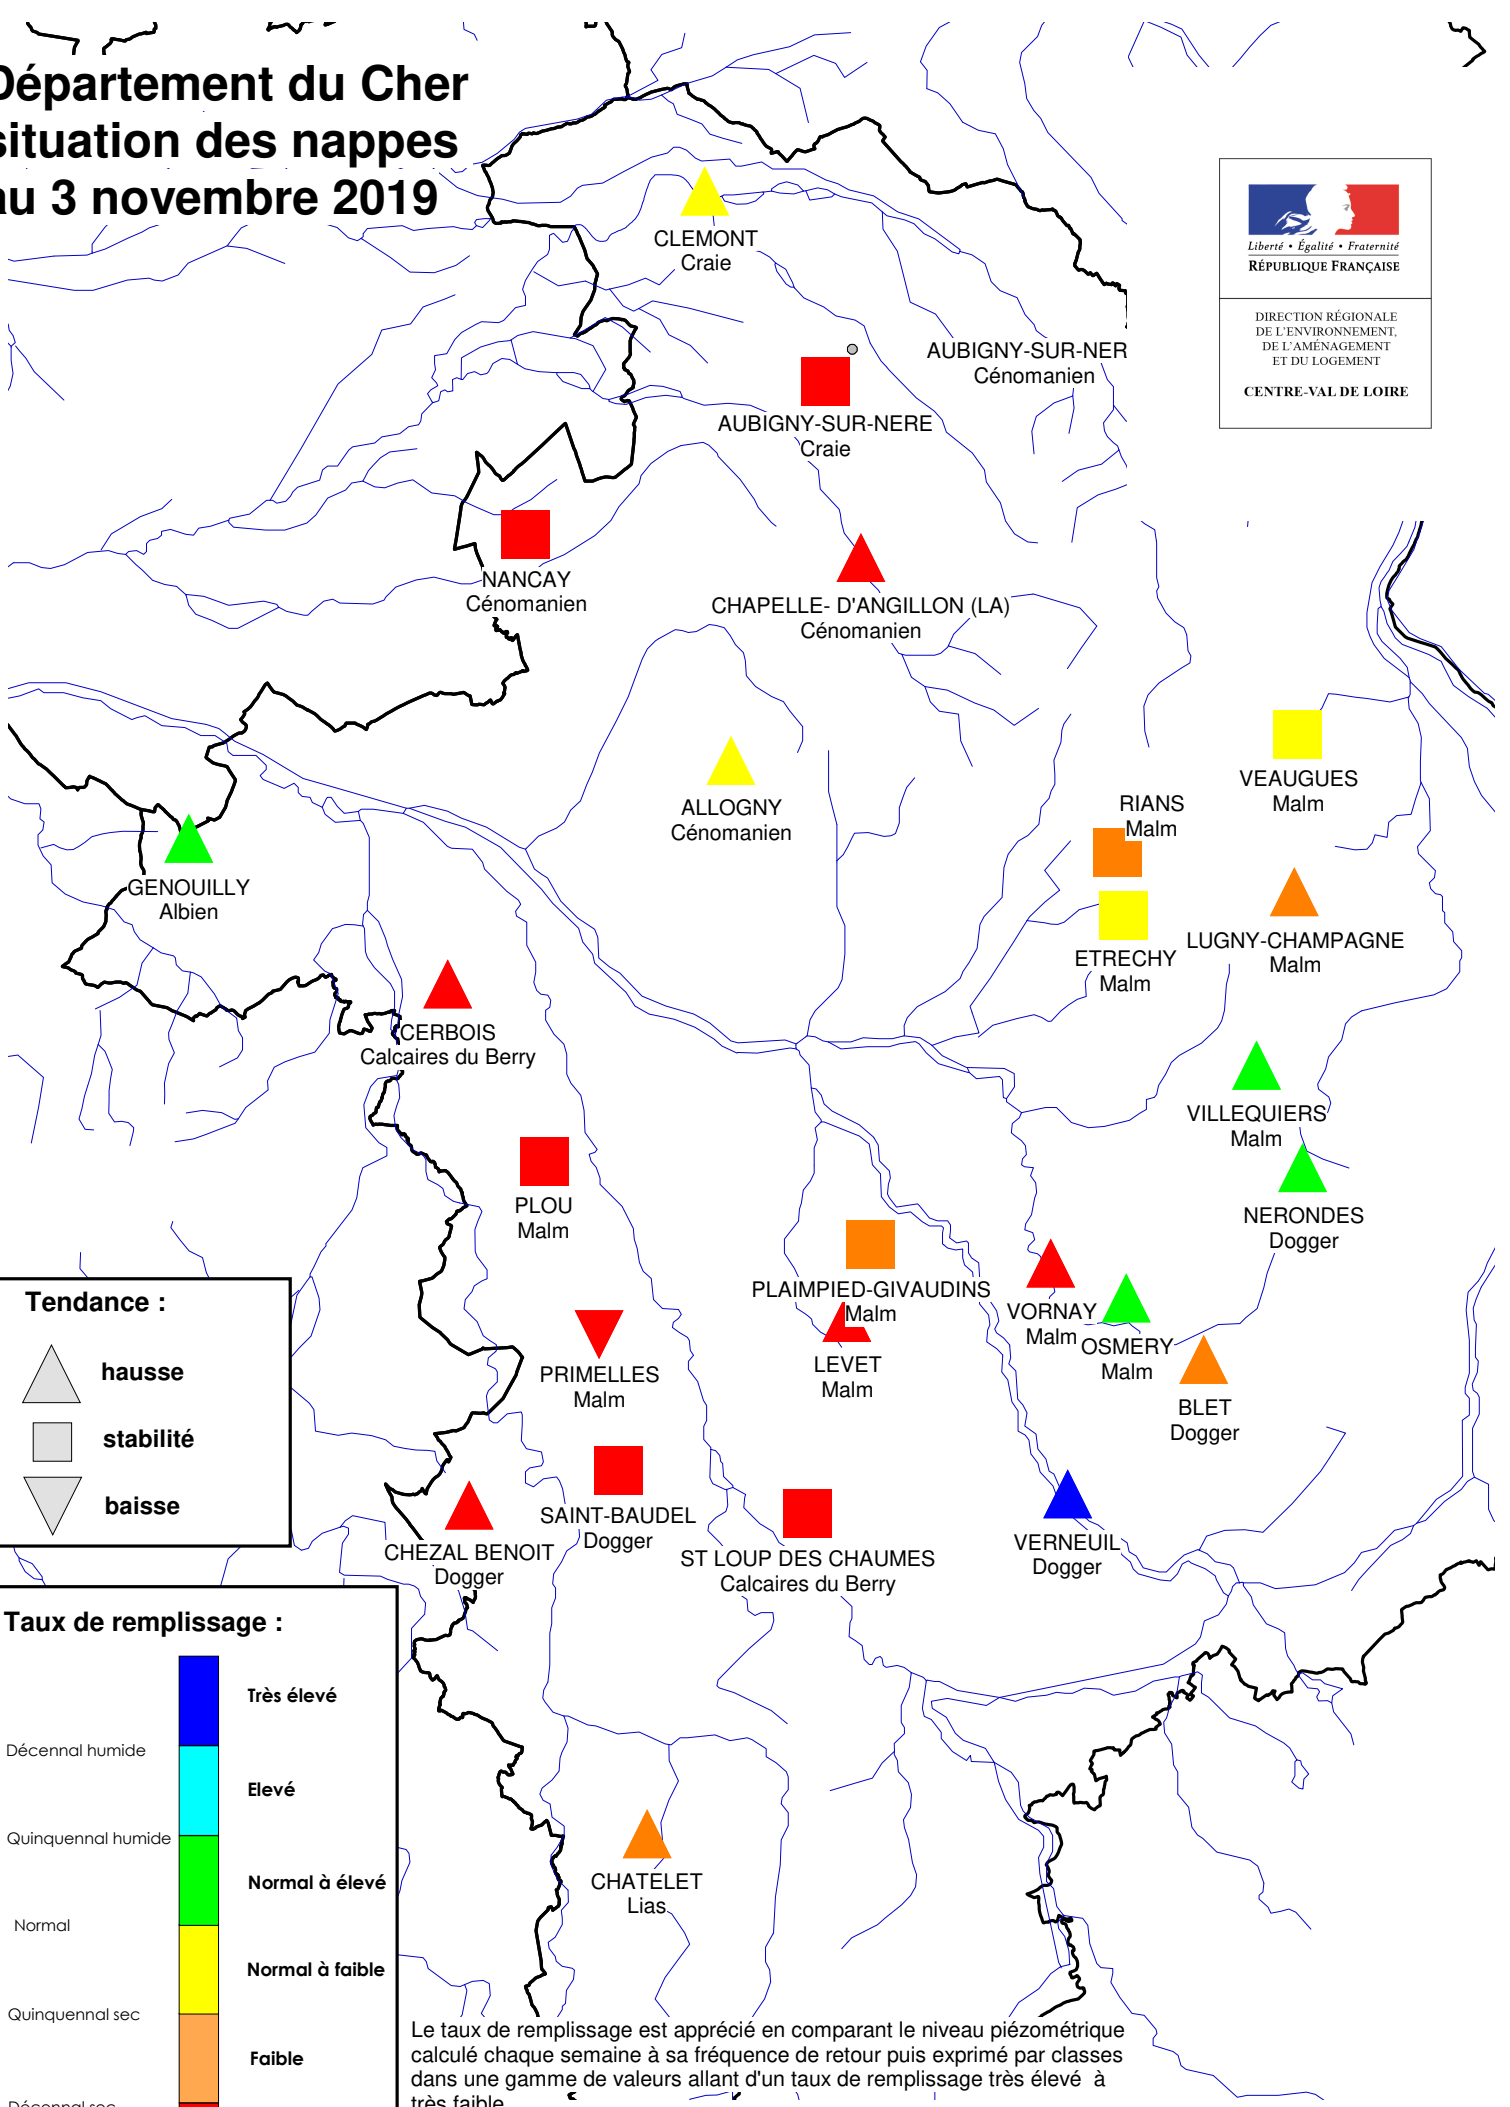 Département du Cher
situation des nappes
au 3 novembre 2019
Liberté • Égalité • Fraternité
RÉPUBLIQUE FRANÇAISE
DIRECTION RÉGIONALE
DE L'ENVIRONNEMENT,
DE L'AMÉNAGEMENT
ET DU LOGEMENT
CENTRE-VAL DE LOIRE
CLEMONT
Craie
AUBIGNY-SUR-NER
Cénomanien
AUBIGNY-SUR-NERE
Craie
NANCAY
Cénomanien
CHAPELLE- D'ANGILLON (LA)
Cénomanien
VEAUGUES
Malm
ALLOGNY
Cénomanien
RIANS
Malm
GENOUILLY
Albien
LUGNY-CHAMPAGNE
Malm
ETRECHY
Malm
CERBOIS
Calcaires du Berry
VILLEQUIERS
Malm
PLOU
Malm
NERONDES
Dogger
PLAIMPIED-GIVAUDINS
Malm
VORNAY
Malm
OSMERY
Malm
LEVET
Malm
PRIMELLES
Malm
BLET
Dogger
SAINT-BAUDEL
Dogger
CHEZAL BENOIT
Dogger
ST LOUP DES CHAUMES
Calcaires du Berry
VERNEUIL
Dogger
CHATELET
Lias
Tendance :
hausse
stabilité
baisse
Taux de remplissage :
Très élevé
Décennal humide
Elevé
Quinquennal humide
Normal à élevé
Normal
Normal à faible
Quinquennal sec
Faible
Décennal sec
Le taux de remplissage est apprécié en comparant le niveau piézométrique
calculé chaque semaine à sa fréquence de retour puis exprimé par classes
dans une gamme de valeurs allant d'un taux de remplissage très élevé à
très faible